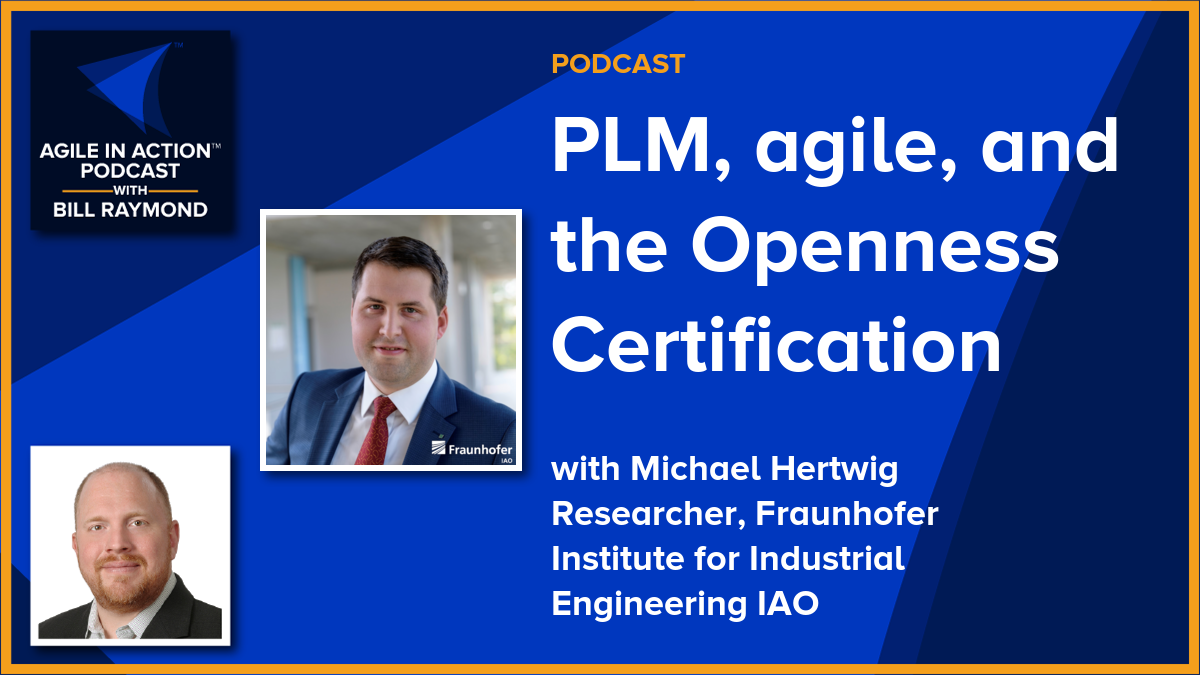 AGILE IN ACTION™
PODCAST
WITH
BILL RAYMOND
PODCAST
PLM, agile, and
the Openness
Certification
with Michael Hertwig
Researcher, Fraunhofer
Institute for Industrial
Engineering IAO
Fraunhofer
IAO
TM